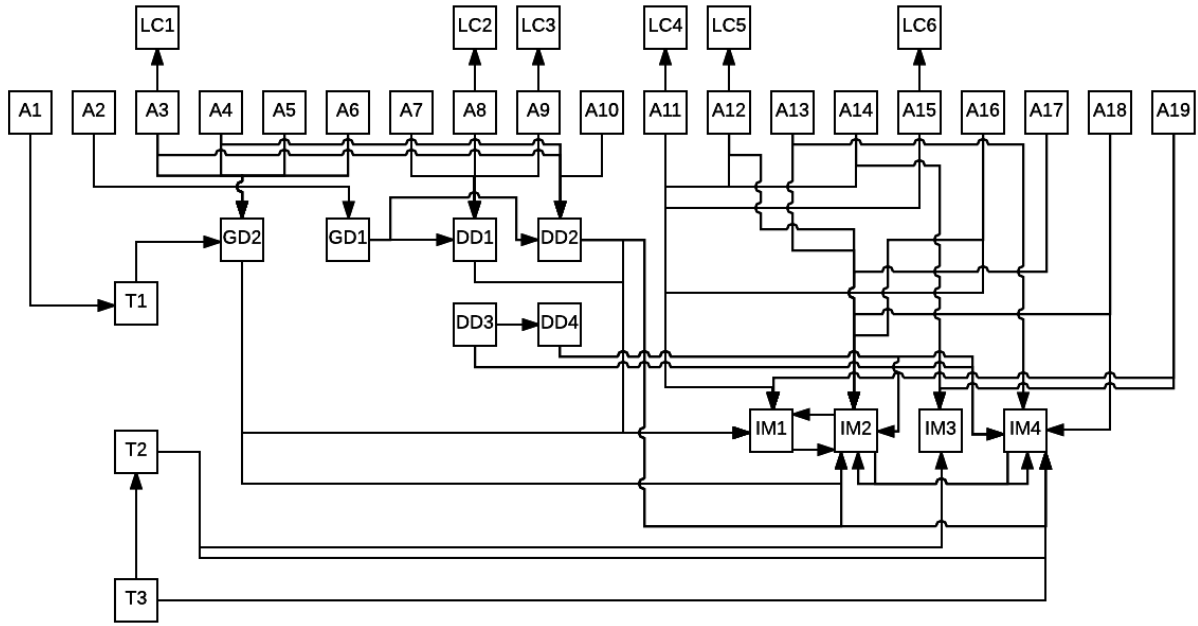 LC1 LC2 LC3 LC4 LC5 LC6
A1 A2 A3 A4 A5 A6 A7 A8 A9 A10 A11 A12 A13 A14 A15 A16 A17 A18 A19
GD2 GD1 DD1 DD2
T1
DD3 DD4
IM1 IM2 IM3 IM4
T2
T3